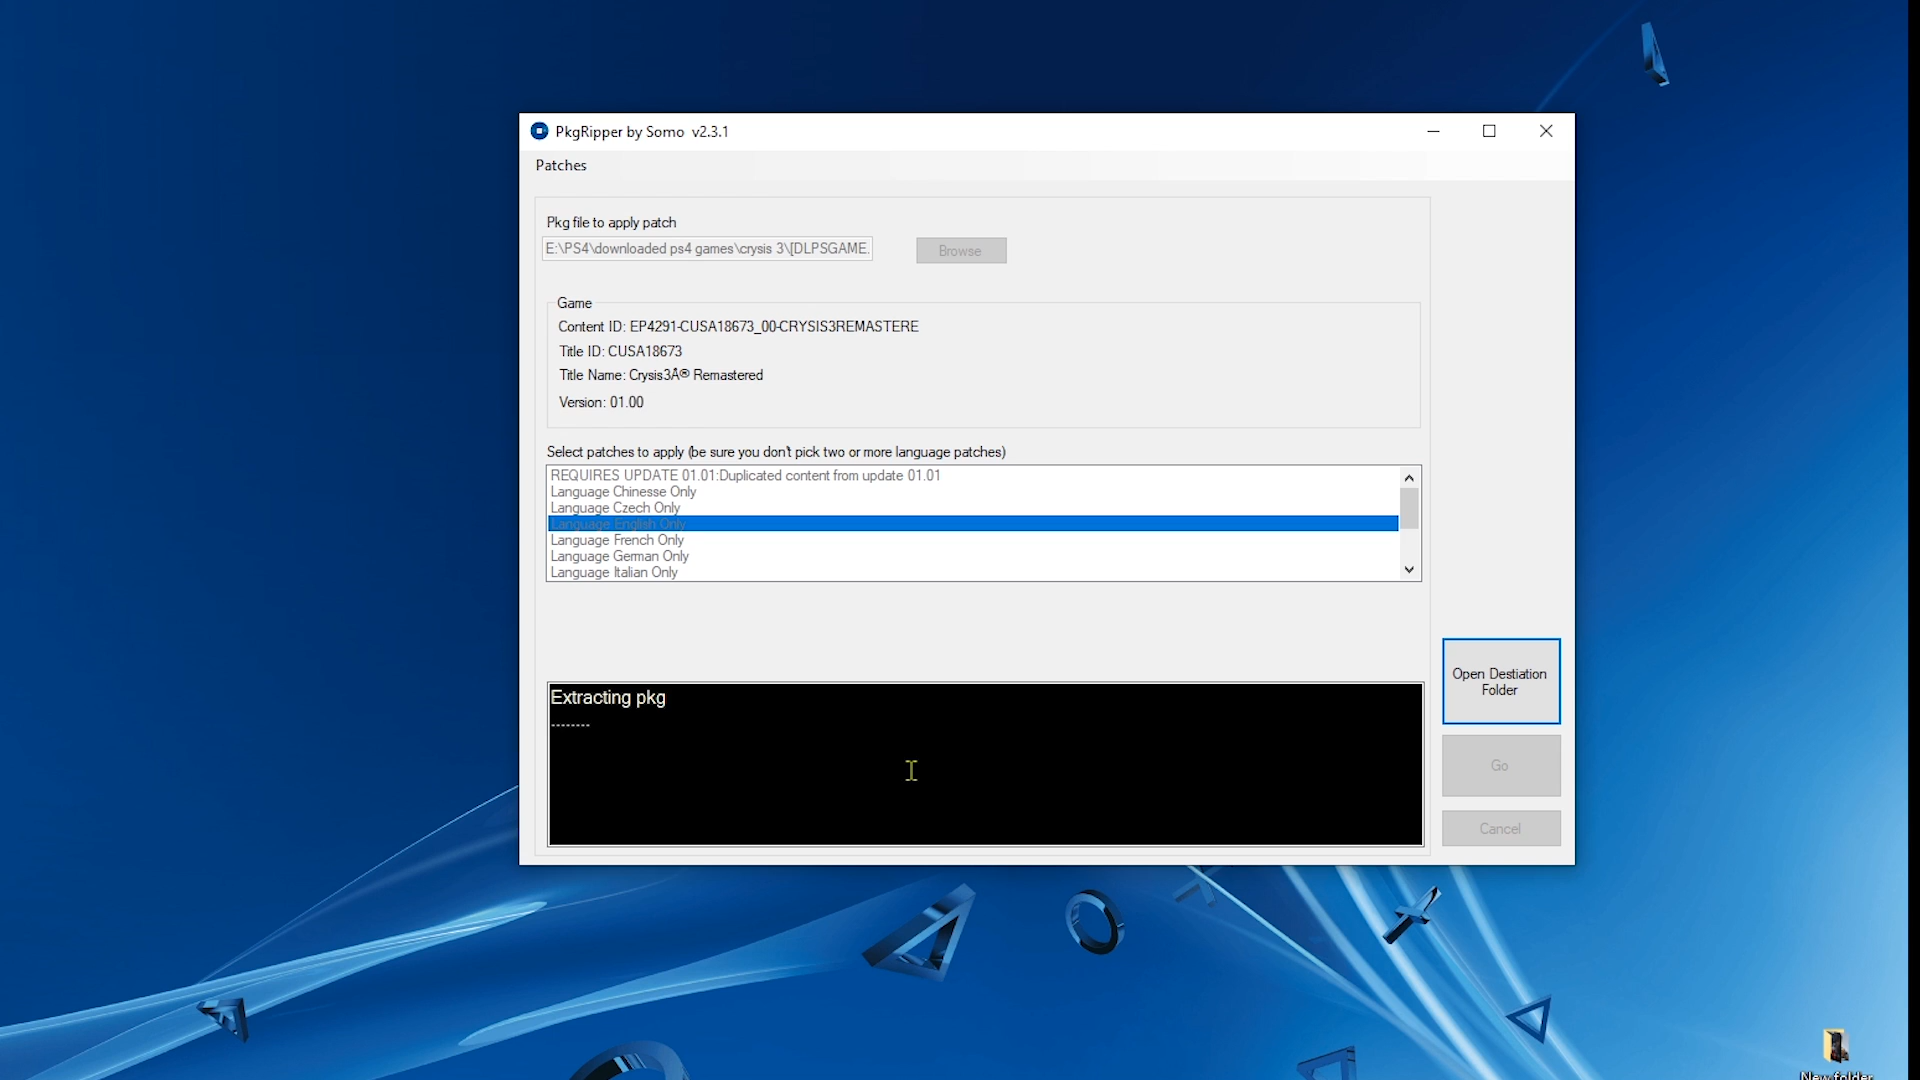 PkgRipper by Somo v2.3.1
Patches
Pkg file to apply patch
E:\PS4\downloaded ps4 games\crysis 3\[DLPSGAME.
Browse
Game
Content ID: EP4291-CUSA18673_00-CRYSIS3REMASTERE
Title ID: CUSA18673
Title Name: Crysis3Â® Remastered
Version: 01.00
Select patches to apply (be sure you don't pick two or more language patches)
REQUIRES UPDATE 01.01:Duplicated content from update 01.01
Language Chinesse Only
Language Czech Only
Language English Only
Language French Only
Language German Only
Language Italian Only
Extracting pkg
--------
Open Destiation
Folder
Go
Cancel
New folder